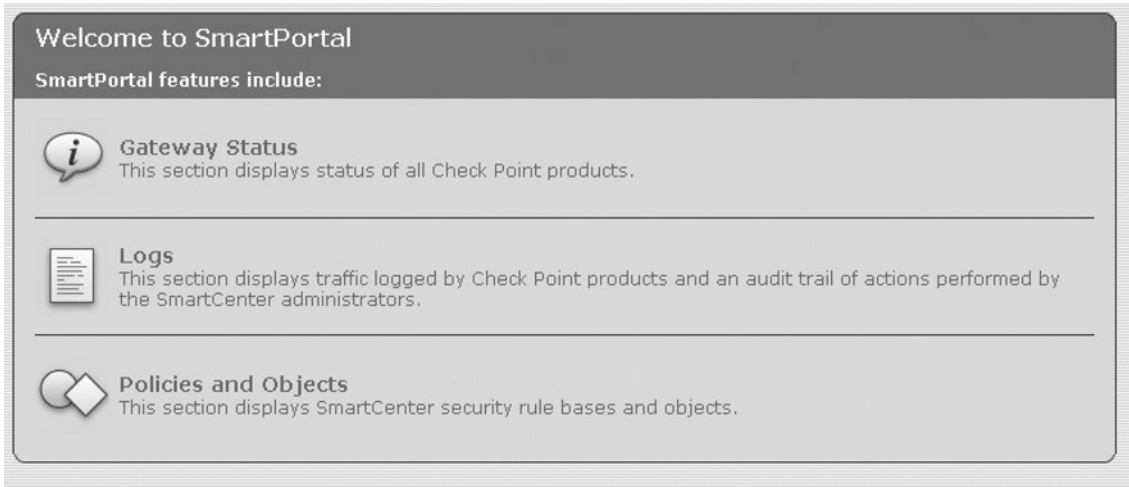 Welcome to SmartPortal
SmartPortal features include:
i
Gateway Status
This section displays status of all Check Point products.
Logs
This section displays traffic logged by Check Point products and an audit trail of actions performed by
the SmartCenter administrators.
Policies and Objects
This section displays SmartCenter security rule bases and objects.